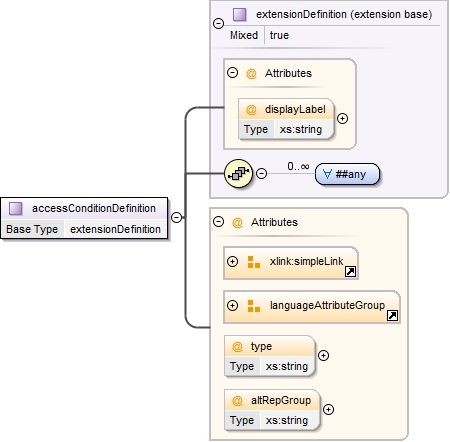 extensionDefinition (extension base)
Mixed true
@ Attributes
@ displayLabel
Type xs:string
0..∞
∀ ##any
accessConditionDefinition
Base Type extensionDefinition
@ Attributes
xlink:simpleLink
languageAttributeGroup
@ type
Type xs:string
@ altRepGroup
Type xs:string